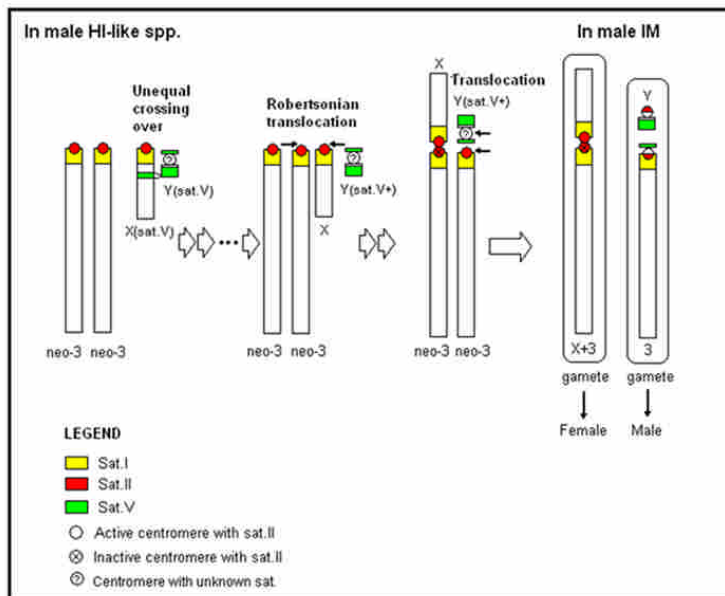 In male HI-like spp.
In male IM
Unequal
crossing
over
Robertsonian
translocation
X
Translocation
Y(sat.V+)
Y
?
Y(sat.V)
X(sat.V)
?
Y(sat.V+)
X
?
neo-3 neo-3
neo-3 neo-3
neo-3 neo-3
X+3
3
gamete
gamete
Female
Male
LEGEND
Sat.I
Sat.II
Sat.V
Active centromere with sat.II
Inactive centromere with sat.II
? Centromere with unknown sat.